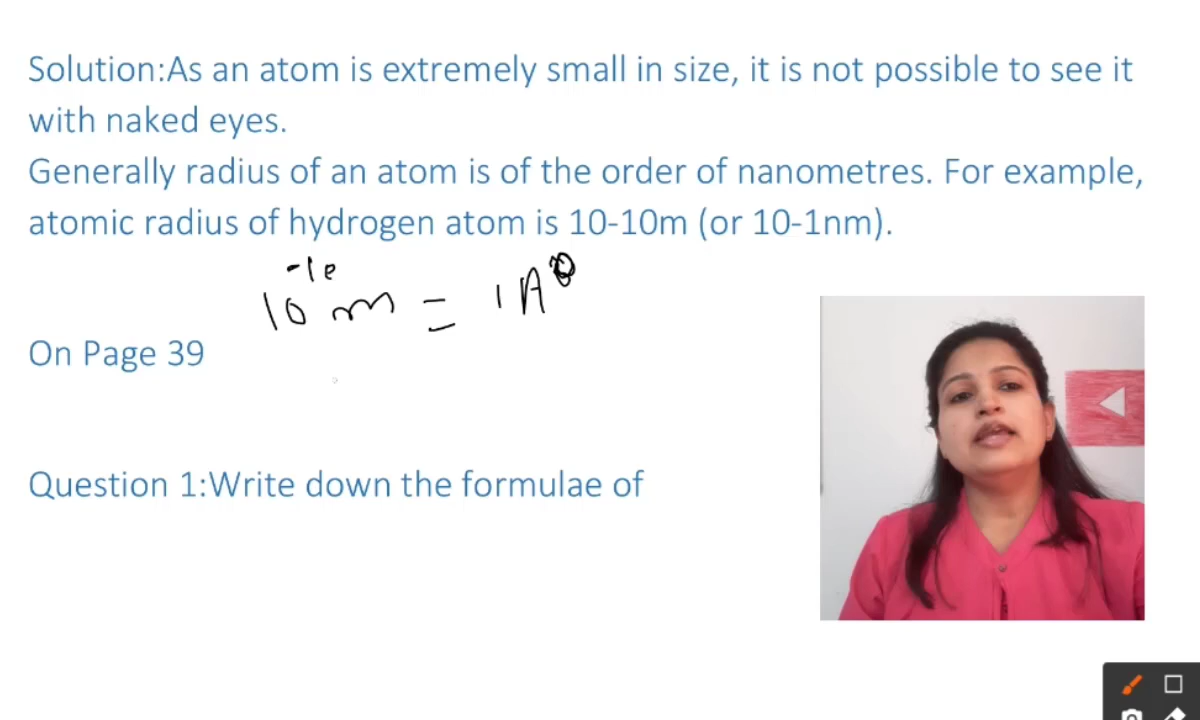 Solution:As an atom is extremely small in size, it is not possible to see it
with naked eyes.
Generally radius of an atom is of the order of nanometres. For example,
atomic radius of hydrogen atom is 10-10m (or 10-1nm).
10⁻¹⁰ m = 1A⁰
On Page 39
Question 1:Write down the formulae of